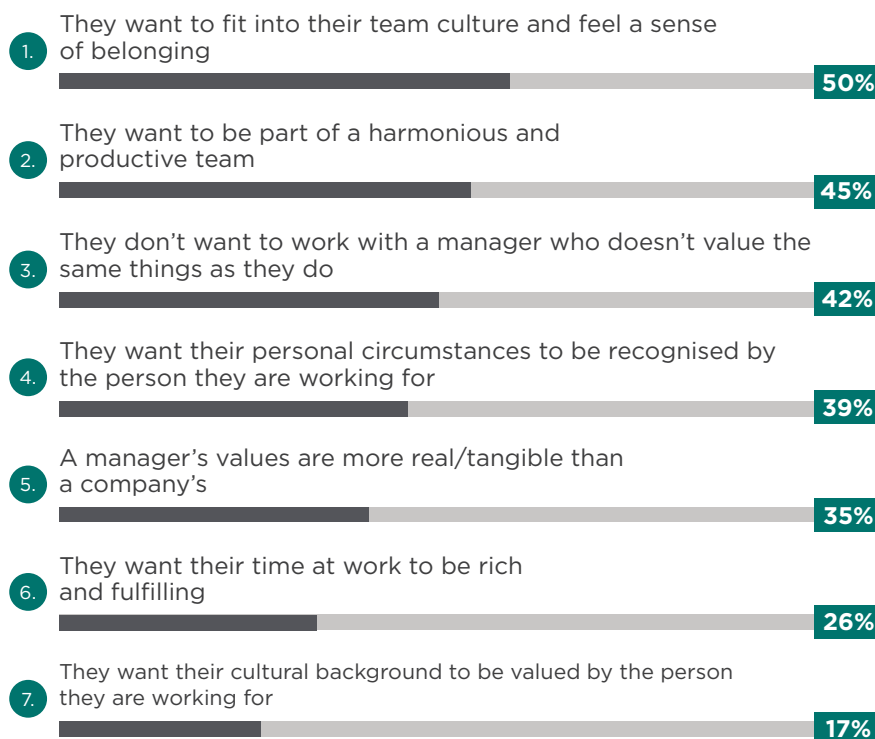 They want to fit into their team culture and feel a sense
1.
of belonging
50%
They want to be part of a harmonious and
2.
productive team
45%
They don’t want to work with a manager who doesn’t value the
3.
same things as they do
42%
They want their personal circumstances to be recognised by
4.
the person they are working for
39%
A manager’s values are more real/tangible than
5.
a company’s
35%
They want their time at work to be rich
6.
and fulfilling
26%
They want their cultural background to be valued by the person
7.
they are working for
17%